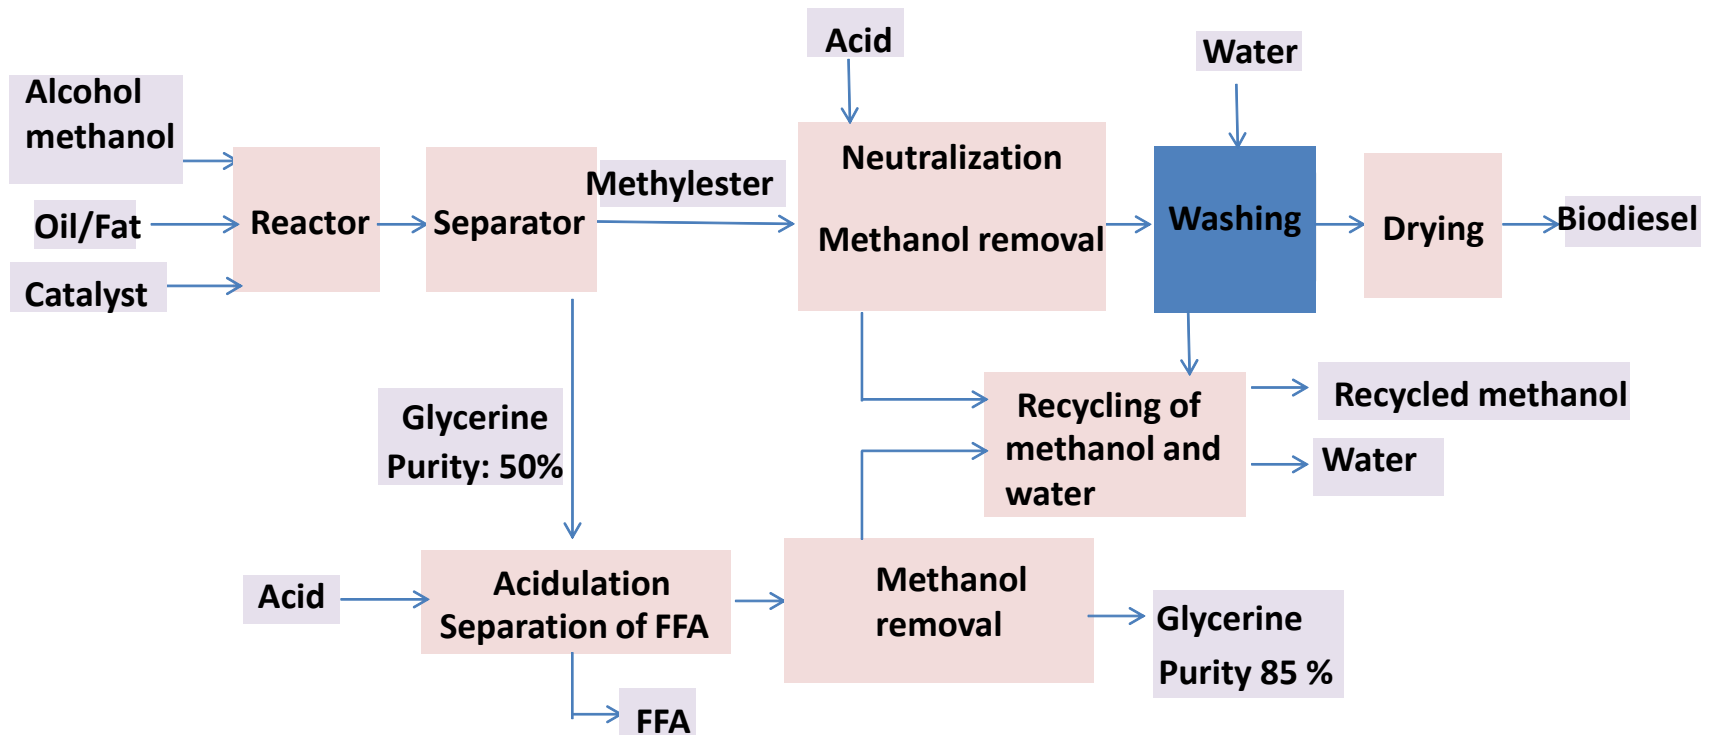 Acid
Water
Alcohol
methanol
Oil/Fat
Catalyst
Reactor
Separator
Methylester
Neutralization
Methanol removal
Washing
Drying
Biodiesel
Glycerine
Purity: 50%
Recycling of
methanol and
water
Recycled methanol
Water
Acid
Acidulation
Separation of FFA
Methanol
removal
Glycerine
Purity 85 %
FFA